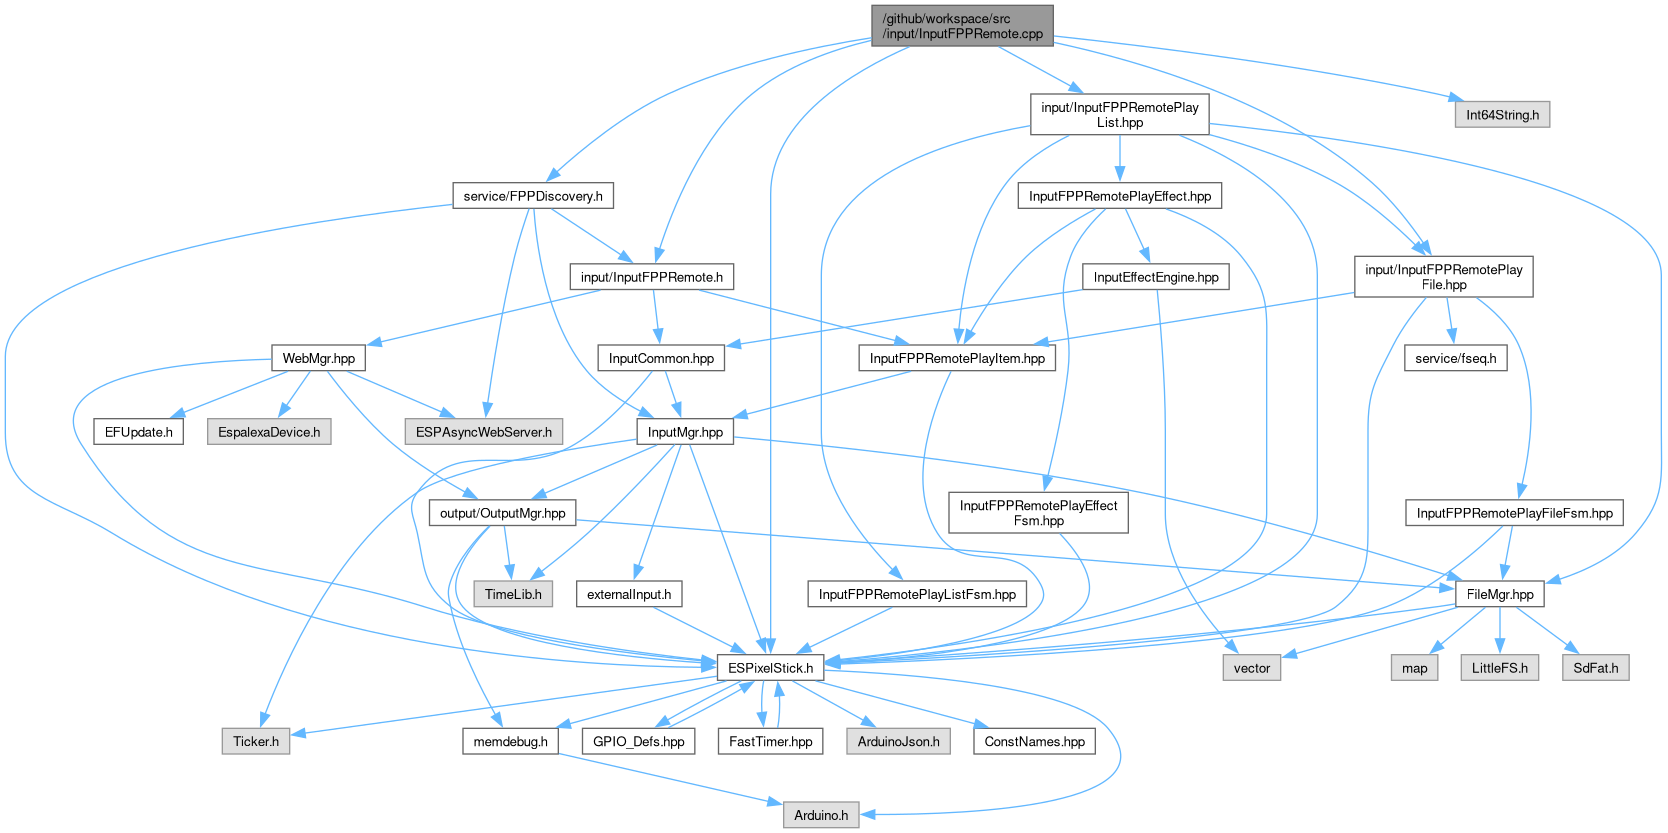 /github/workspace/src
/input/InputFPPRemote.cpp
input/InputFPPRemotePlay
List.hpp
Int64String.h
service/FPPDiscovery.h
InputFPPRemotePlayEffect.hpp
input/InputFPPRemote.h
InputEffectEngine.hpp
input/InputFPPRemotePlay
File.hpp
WebMgr.hpp
InputCommon.hpp
InputFPPRemotePlayItem.hpp
service/fseq.h
EFUpdate.h
EspalexaDevice.h
ESPAsyncWebServer.h
InputMgr.hpp
output/OutputMgr.hpp
InputFPPRemotePlayEffect
Fsm.hpp
InputFPPRemotePlayFileFsm.hpp
TimeLib.h
externalInput.h
InputFPPRemotePlayListFsm.hpp
FileMgr.hpp
ESPixelStick.h
vector
map
LittleFS.h
SdFat.h
Ticker.h
memdebug.h
GPIO_Defs.hpp
FastTimer.hpp
ArduinoJson.h
ConstNames.hpp
Arduino.h